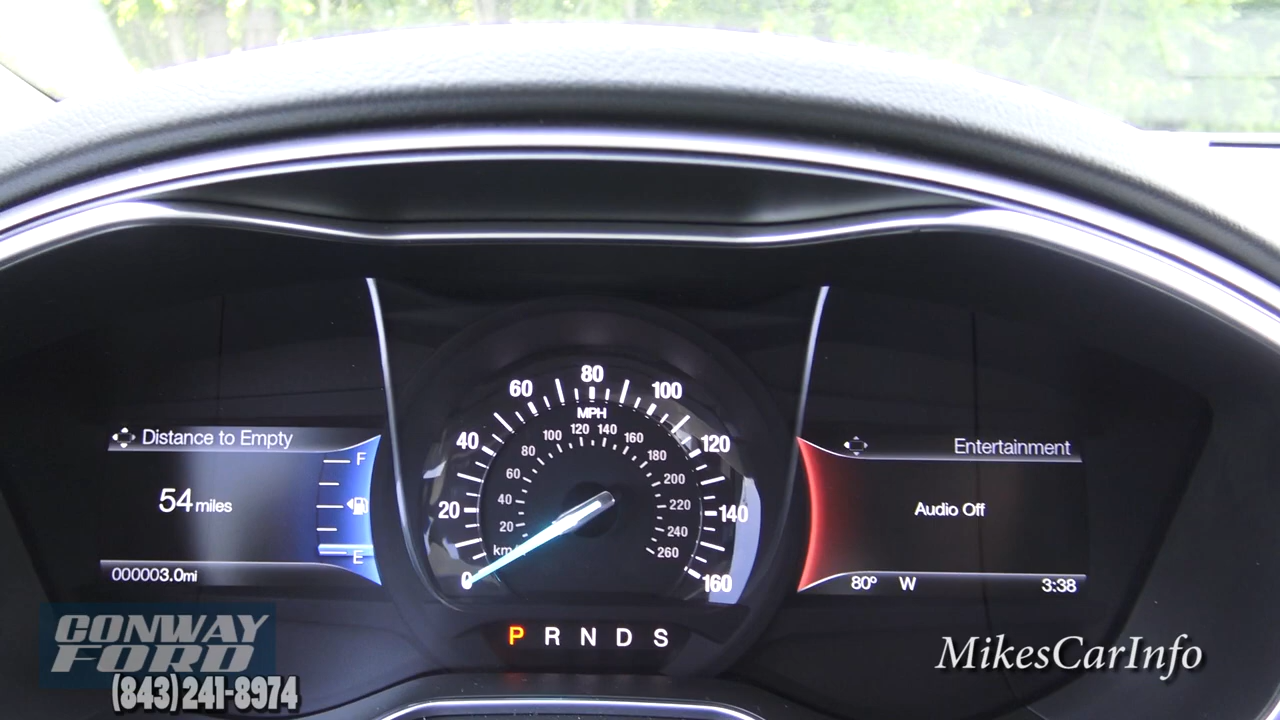 Distance to Empty
F
54 miles
E
000003.0mi
0
20
40
60
80
100
120
140
160
MPH
20
40
60
80
100
120
140
160
180
200
220
240
260
P R N D S
Entertainment
Audio Off
80° W 3:38
CONWAY
FORD
(843)241-8974
MikesCarInfo